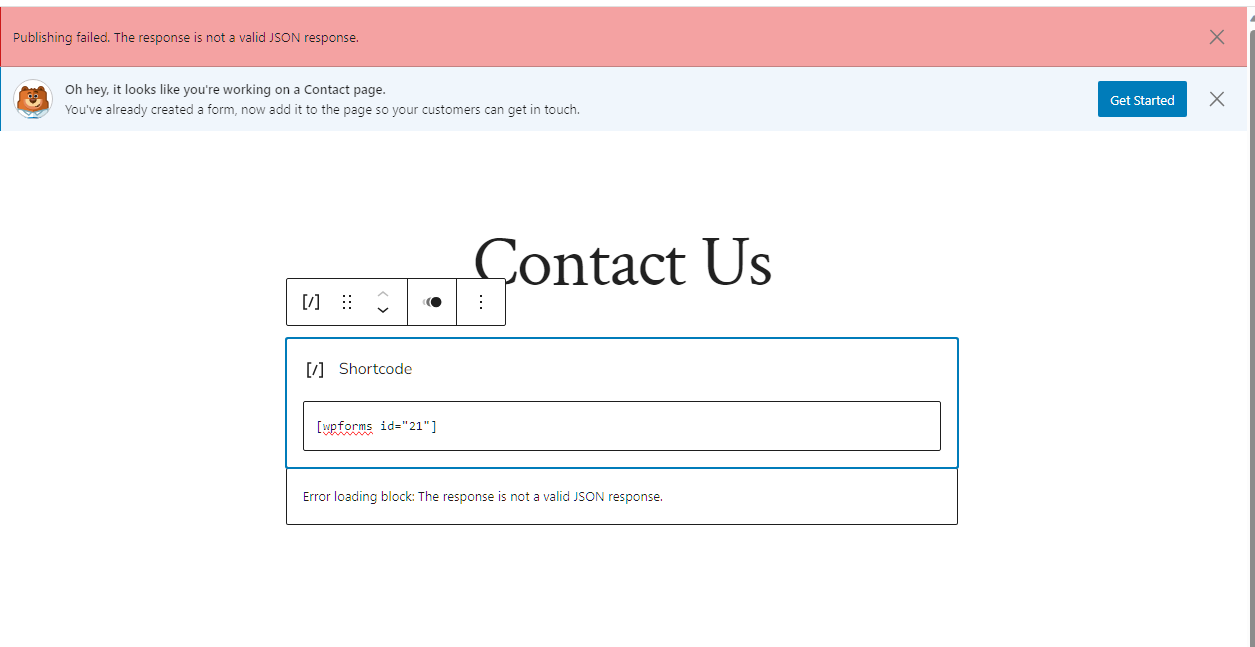 Publishing failed. The response is not a valid JSON response.
Oh hey, it looks like you're working on a Contact page.
You've already created a form, now add it to the page so your customers can get in touch.
Get Started
Contact Us
[/]
[/] Shortcode
[wpforms id="21"]
Error loading block: The response is not a valid JSON response.